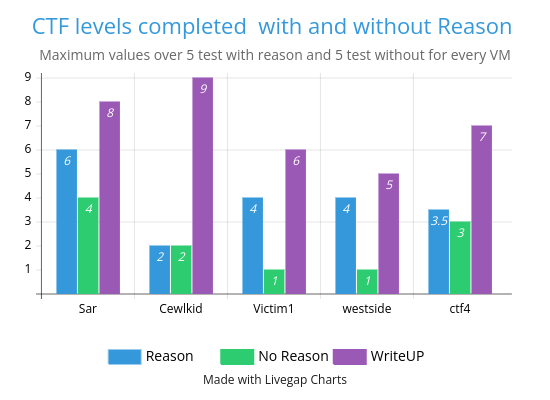 CTF levels completed  with and without Reason
Maximum values over 5 test with reason and 5 test without for every VM
9
8
7
6
5
4
3
2
1
6
4
8
2
2
9
4
1
6
4
1
5
3.5
3
7
Sar
Cewlkid
Victim1
westside
ctf4
Reason
No Reason
WriteUP
Made with Livegap Charts